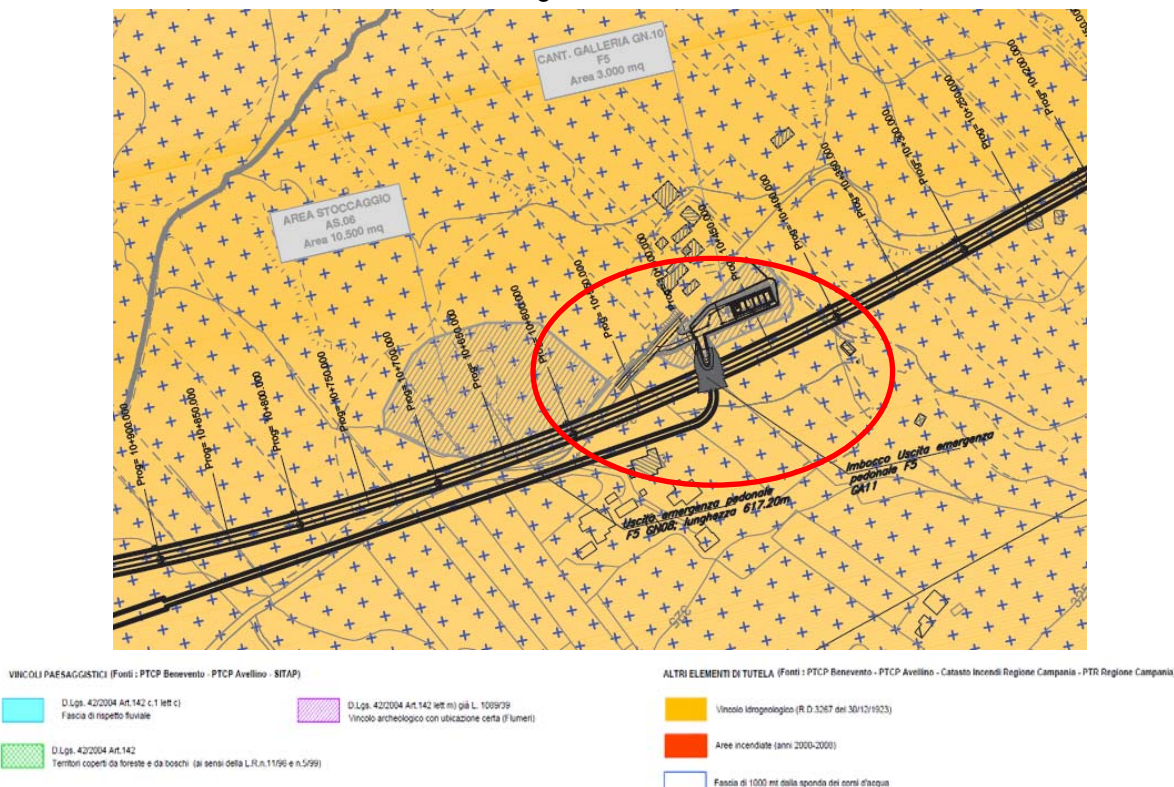 CANT. GALLERIA GN.10
F5
Area 3.000 mq
AREA STOCCAGGIO
AS.06
Area 10.500 mq
Prog= 10+200.000
Prog= 10+250.000
Prog= 10+300.000
Prog= 10+350.000
Prog= 10+400.000
Prog= 10+450.000
Prog= 10+600.000
Prog= 10+650.000
Prog= 10+700.000
Prog= 10+750.000
Prog= 10+800.000
Prog= 10+850.000
Prog= 10+900.000
Imbocco Uscita emergenza
pedonale F5
GA11
Uscita emergenza pedonale
F5 GN08; lunghezza 617.20m
325
VINCOLI PAESAGGISTICI (Fonti : PTCP Benevento - PTCP Avellino - SITAP)
D.Lgs. 42/2004 Art.142 c.1 lett c)
Fascia di rispetto fluviale
D.Lgs. 42/2004 Art.142 lett m) già L. 1089/39
Vincolo archeologico con ubicazione certa (Flumeri)
D.Lgs. 42/2004 Art.142
Territori coperti da foreste e da boschi (ai sensi della L.R.n.11/96 e n.5/99)
ALTRI ELEMENTI DI TUTELA (Fonti : PTCP Benevento - PTCP Avellino - Catasto Incendi Regione Campania - PTR Regione Campania)
Vincolo Idrogeologico (R.D.3267 del 30/12/1923)
Aree incendiate (anni 2000-2008)
Fascia di 1000 mt dalla sponda dei corsi d'acqua